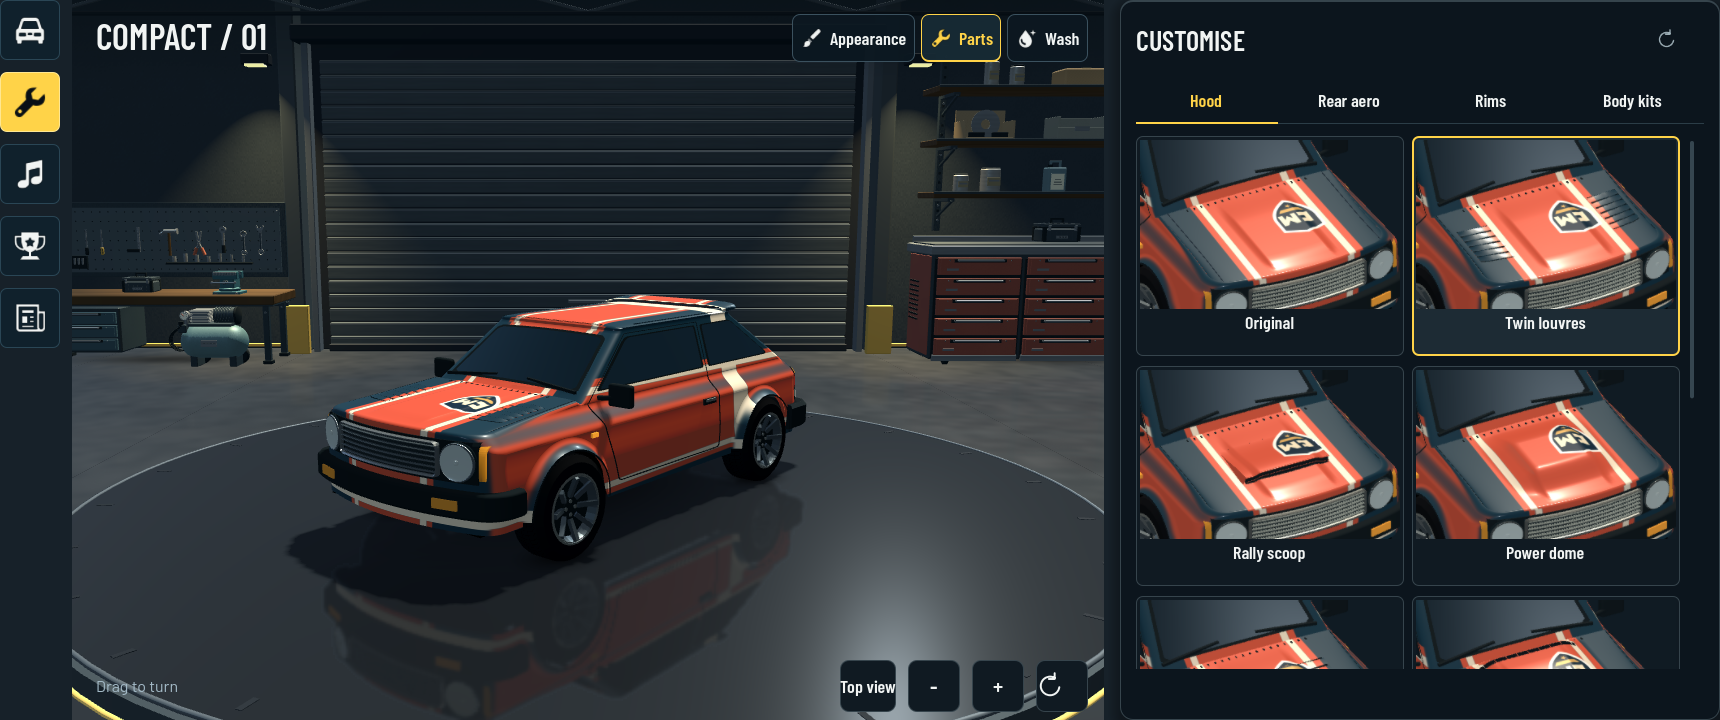 COMPACT / 01
Appearance
Parts
Wash
CUSTOMISE
Hood
Rear aero
Rims
Body kits
Original
Twin louvres
Rally scoop
Power dome
Drag to turn
Top view
-
+